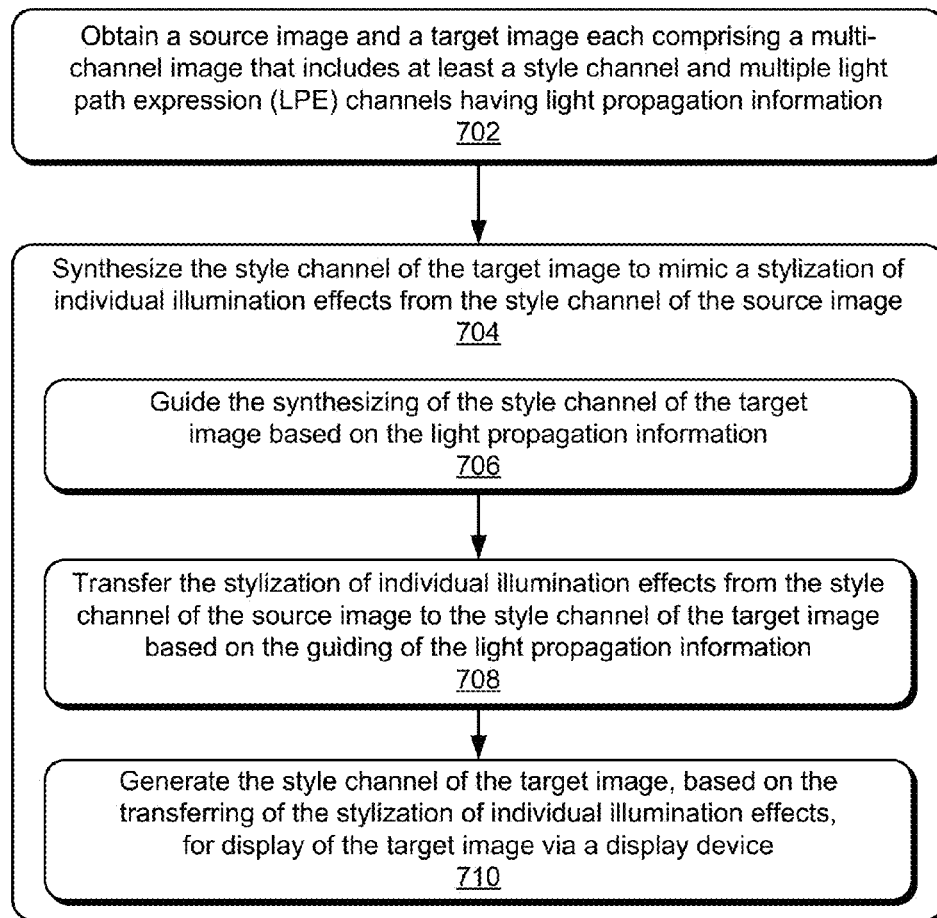 Obtain a source image and a target image each comprising a multi-
channel image that includes at least a style channel and multiple light
path expression (LPE) channels having light propagation information
702
Synthesize the style channel of the target image to mimic a stylization of
individual illumination effects from the style channel of the source image
704
Guide the synthesizing of the style channel of the target
image based on the light propagation information
706
Transfer the stylization of individual illumination effects from the style
channel of the source image to the style channel of the target image
based on the guiding of the light propagation information
708
Generate the style channel of the target image, based on the
transferring of the stylization of individual illumination effects,
for display of the target image via a display device
710